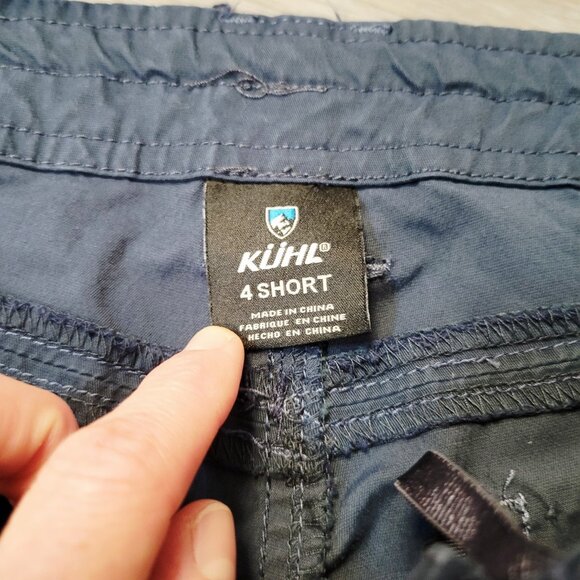 KÜHL®
4 SHORT
MADE IN CHINA
FABRIQUE EN CHINE
HECHO EN CHINA